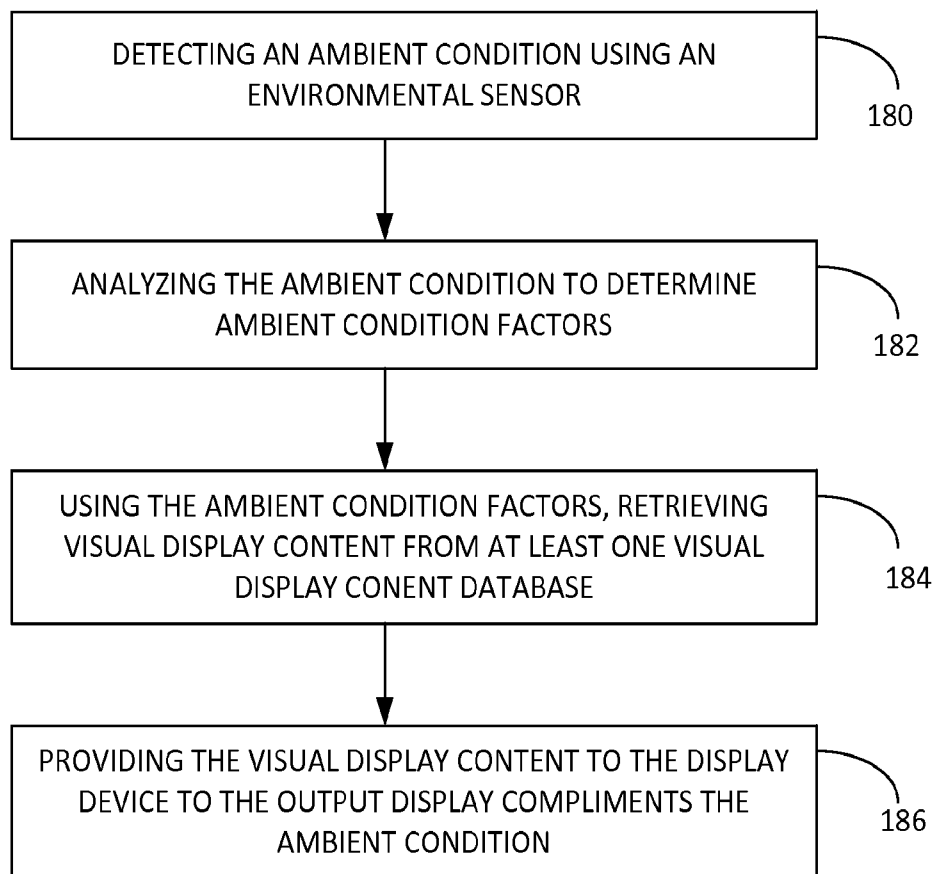 DETECTING AN AMBIENT CONDITION USING AN
ENVIRONMENTAL SENSOR
180
ANALYZING THE AMBIENT CONDITION TO DETERMINE
AMBIENT CONDITION FACTORS
182
USING THE AMBIENT CONDITION FACTORS, RETRIEVING
VISUAL DISPLAY CONTENT FROM AT LEAST ONE VISUAL
DISPLAY CONENT DATABASE
184
PROVIDING THE VISUAL DISPLAY CONTENT TO THE DISPLAY
DEVICE TO THE OUTPUT DISPLAY COMPLIMENTS THE
AMBIENT CONDITION
186